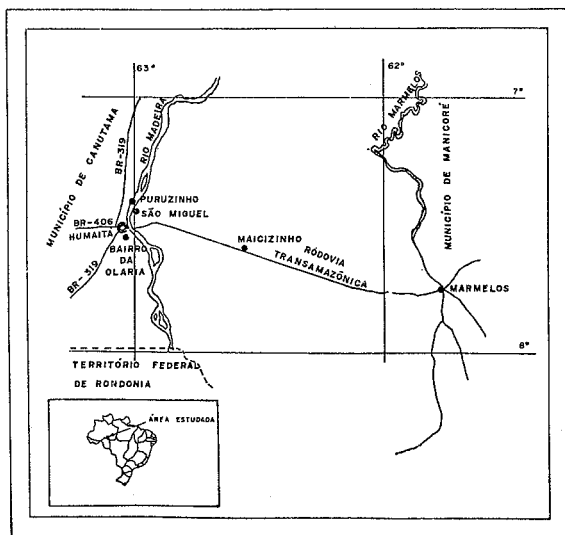 63°
62°
7°
MUNICÍPIO DE CANUTAMA
BR-319
RIO MADEIRA
RIO MARMELOS
MUNICÍPIO DE MANICORÉ
PURUZINHO
SÃO MIGUEL
BR-406
HUMAITÁ
BAIRRO
DA
OLARIA
BR-319
MAICIZINHO
RODOVIA
TRANSAMAZÔNICA
MARMELOS
8°
TERRITÓRIO FEDERAL
DE RONDONIA
ÁREA ESTUDADA